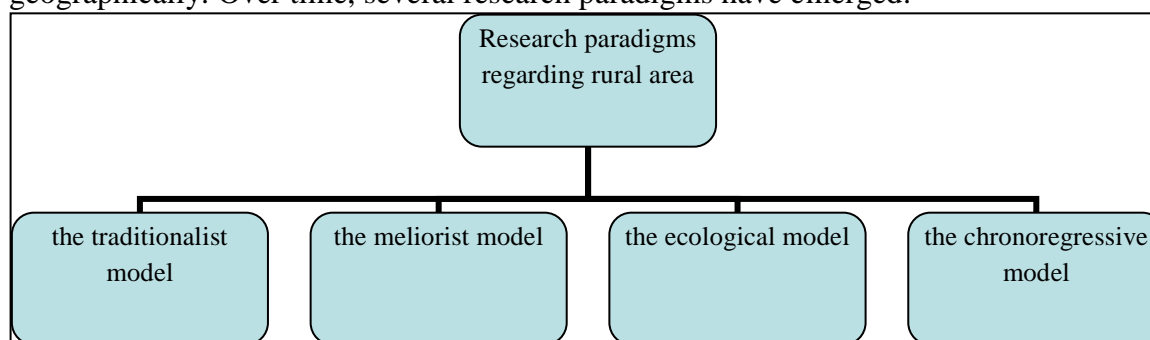 geographically. Over time, several research paradigms have emerged:
Research paradigms
regarding rural area
the traditionalist
model
the meliorist model
the ecological model
the chronoregressive
model